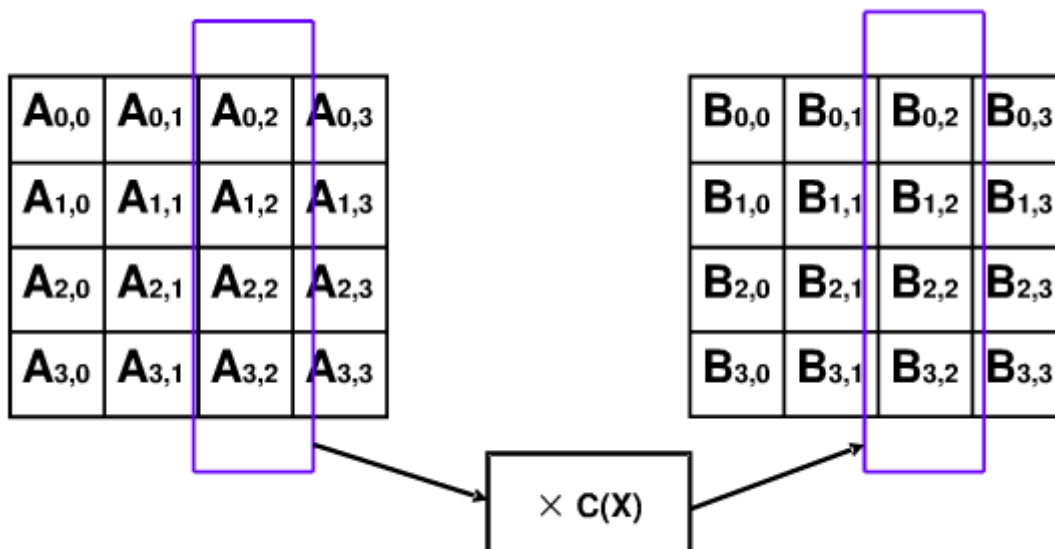 A0,0 A0,1 A0,2 A0,3 B0,0 B0,1 B0,2 B0,3
A1,0 A1,1 A1,2 A1,3 B1,0 B1,1 B1,2 B1,3
A2,0 A2,1 A2,2 A2,3 B2,0 B2,1 B2,2 B2,3
A3,0 A3,1 A3,2 A3,3 B3,0 B3,1 B3,2 B3,3
× C(X)